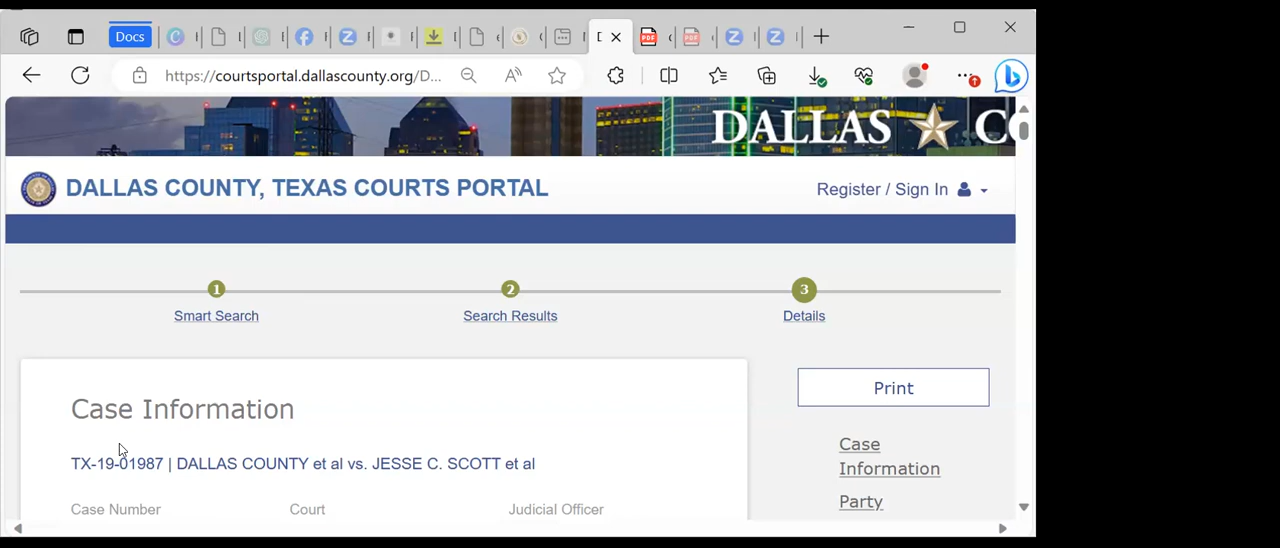 Docs
https://courtsportal.dallascounty.org/D...
DALLAS CO
DALLAS COUNTY, TEXAS COURTS PORTAL
Register / Sign In
1
2
3
Smart Search
Search Results
Details
Case Information
Print
TX-19-01987 | DALLAS COUNTY et al vs. JESSE C. SCOTT et al
Case
Information
Case Number
Court
Judicial Officer
Party